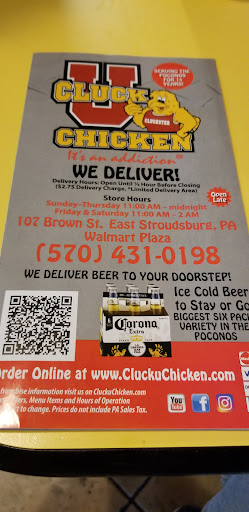 SERVING THE
POCONOS
FOR 15
YEARS!
CLUCK
U
CHICKEN
It's an addiction®
WE DELIVER!
Delivery Hours: Open Until ½ Hour Before Closing
($2.75 Delivery Charge, *Limited Delivery Area)
Store Hours
Sunday-Thursday 11:00 AM - midnight
Friday & Saturday 11:00 AM - 2 AM
Open
Late
107 Brown St. East Stroudsburg, PA
Walmart Plaza
(570) 431-0198
WE DELIVER BEER TO YOUR DOORSTEP!
Ice Cold Beer
to Stay or Go
BIGGEST SIX PACK
VARIETY IN THE
POCONOS
Corona
Extra
Order Online at www.CluckuChicken.com
information visit us on CluckuChicken.com
Menu Items and Hours of Operation
to change. Prices do not include PA Sales Tax.
You
Tube